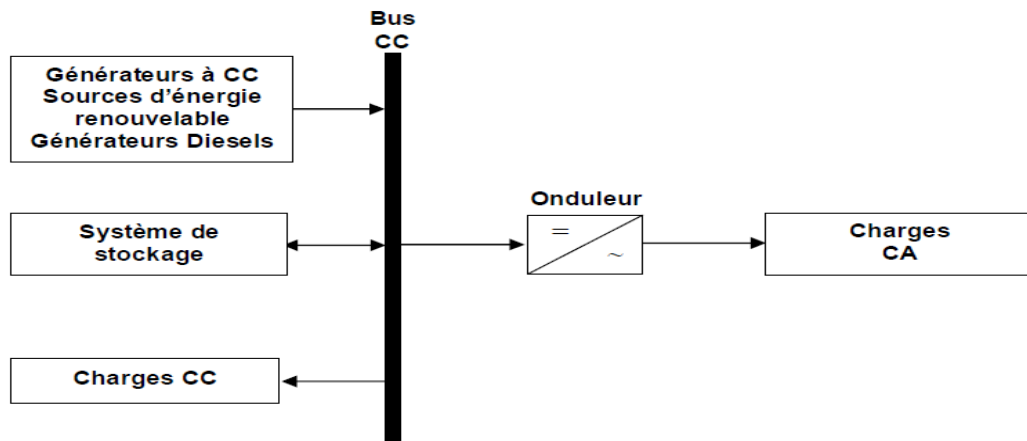 Bus
CC
Générateurs à CC
Sources d'énergie
renouvelable
Générateurs Diesels
Système de
stockage
Charges CC
Onduleur
=
~
Charges
CA